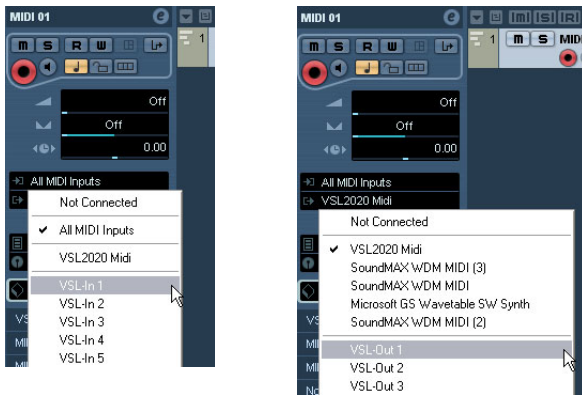 MIDI 01
M S R W
1
Off
Off
0.00
All MIDI Inputs
Not Connected
All MIDI Inputs
VSL2020 Midi
VSL-In 1
VSL-In 2
VSL-In 3
VSL-In 4
VSL-In 5
MIDI 01
M S R W
[M] [S] [R]
1 M S MIDI
Off
Off
0.00
All MIDI Inputs
VSL2020 Midi
Not Connected
VSL2020 Midi
SoundMAX WDM MIDI (3)
SoundMAX WDM MIDI
Microsoft GS Wavetable SW Synth
SoundMAX WDM MIDI (2)
VSL-Out 1
VSL-Out 2
VSL-Out 3